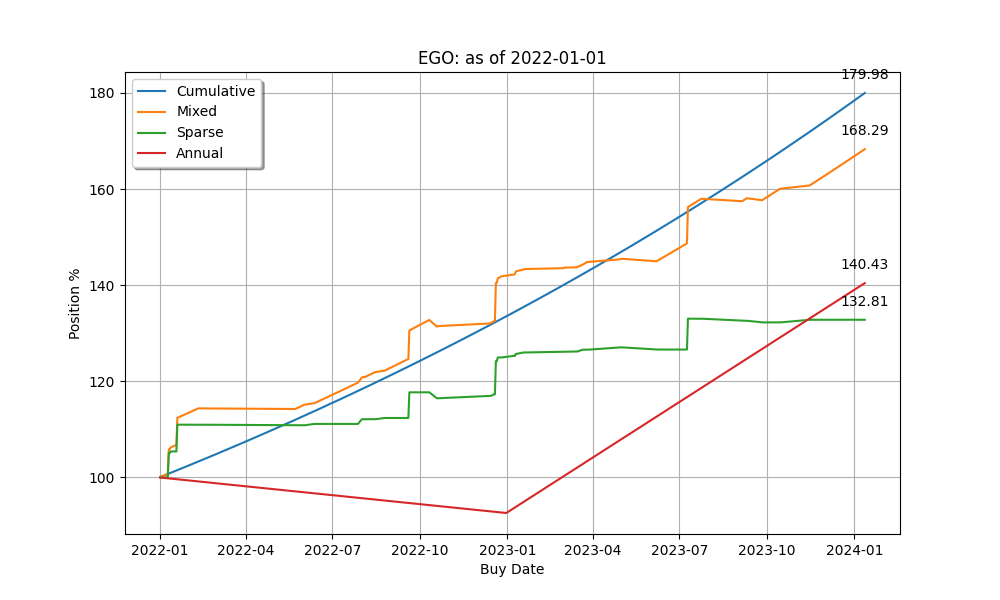 EGO: as of 2022-01-01
Cumulative
Mixed
Sparse
Annual
179.98
168.29
140.43
132.81
180
160
140
120
100
Position %
2022-01 2022-04 2022-07 2022-10 2023-01 2023-04 2023-07 2023-10 2024-01
Buy Date